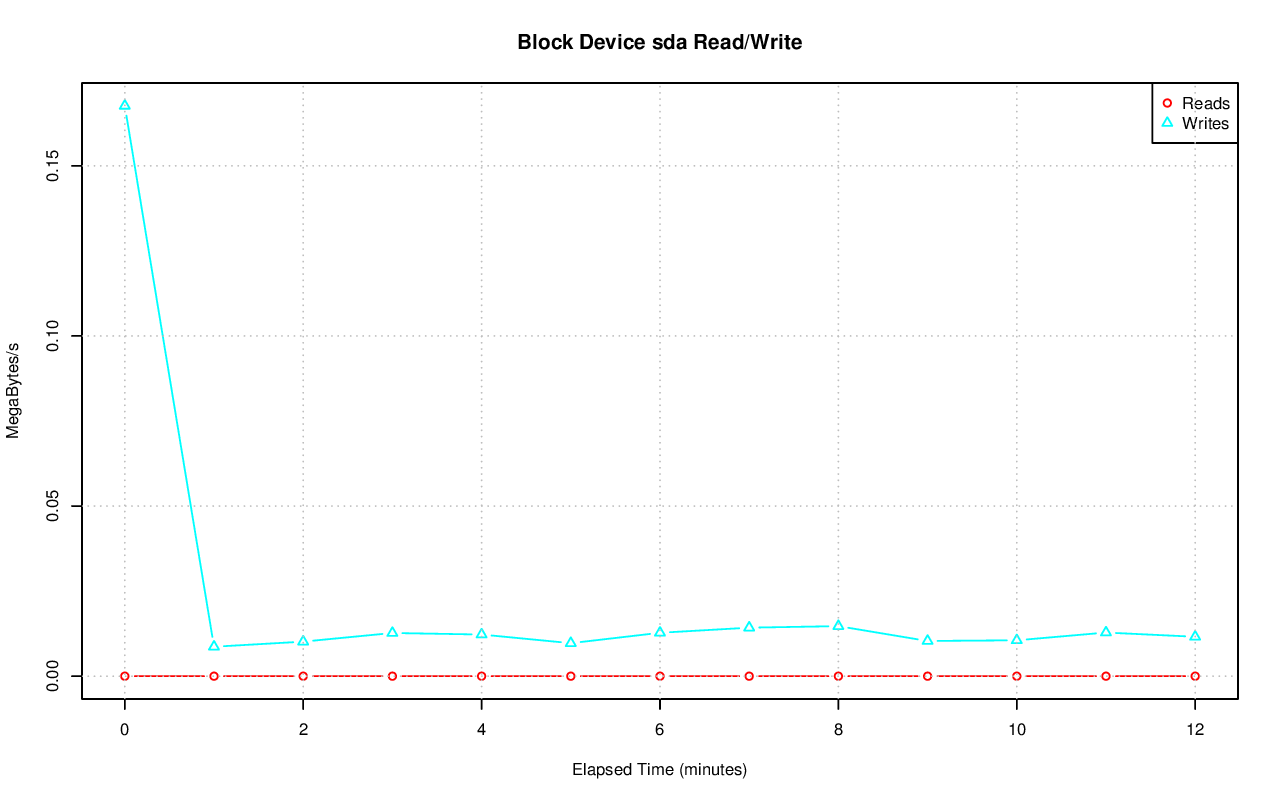 Block Device sda Read/Write
Reads
Writes
MegaBytes/s
0.15
0.10
0.05
0.00
0 2 4 6 8 10 12
Elapsed Time (minutes)